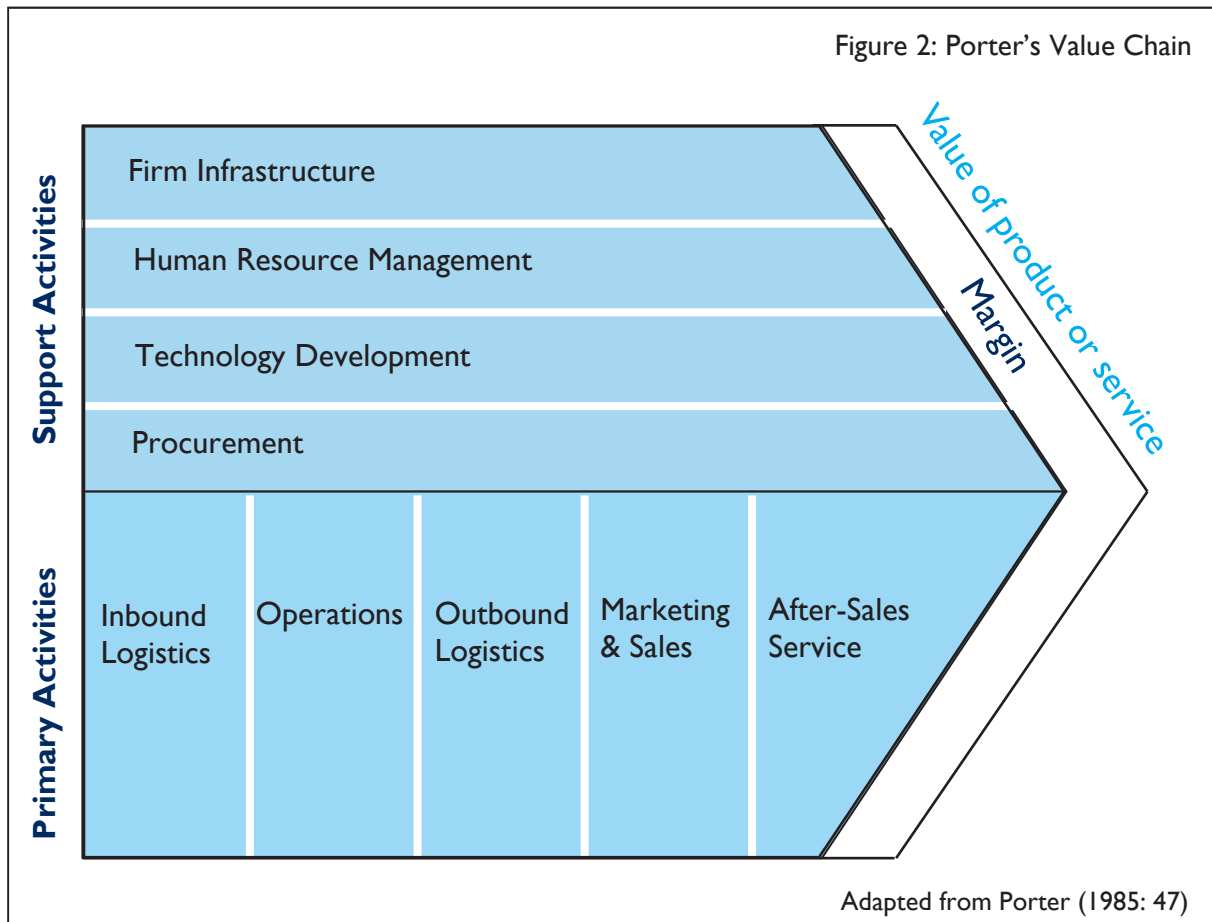 Figure 2: Porter's Value Chain
Support Activities
Firm Infrastructure
Human Resource Management
Technology Development
Procurement
Margin
Value of product or service
Primary Activities
Inbound
Logistics
Operations
Outbound
Logistics
Marketing
& Sales
After-Sales
Service
Adapted from Porter (1985: 47)